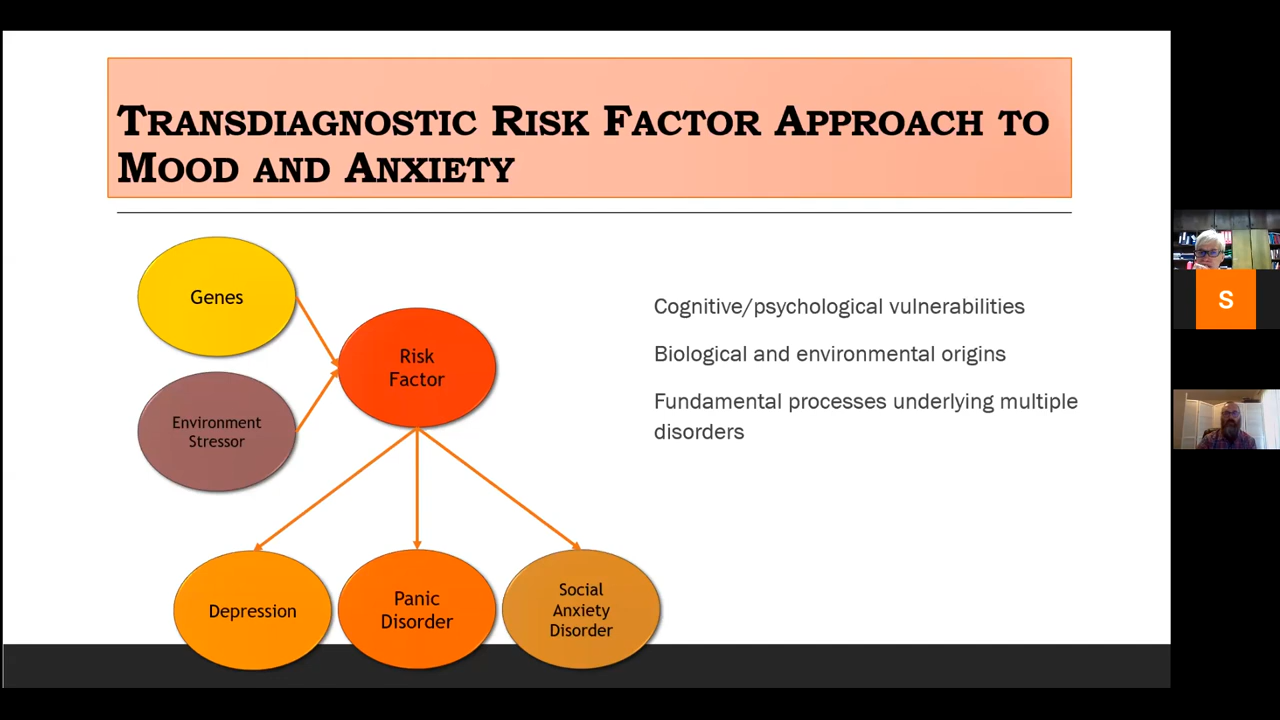 Transdiagnostic Risk Factor Approach to
Mood and Anxiety
Genes
Environment
Stressor
Risk
Factor
Depression
Panic
Disorder
Social
Anxiety
Disorder
Cognitive/psychological vulnerabilities
Biological and environmental origins
Fundamental processes underlying multiple
disorders
S